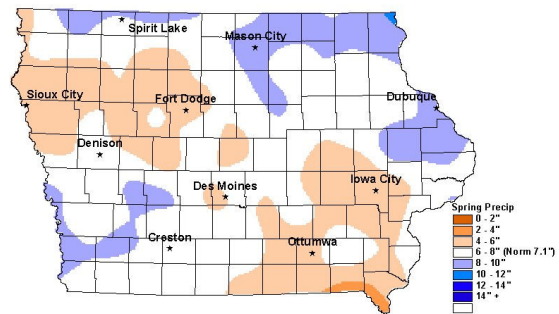 Spirit Lake
Mason City
Sioux City
Fort Dodge
Dubuque
Denison
Des Moines
Iowa City
Creston
Ottumwa
Spring Precip
0 - 2"
2 - 4"
4 - 6"
6 - 8" (Norm 7.1")
8 - 10"
10 - 12"
12 - 14"
14" +